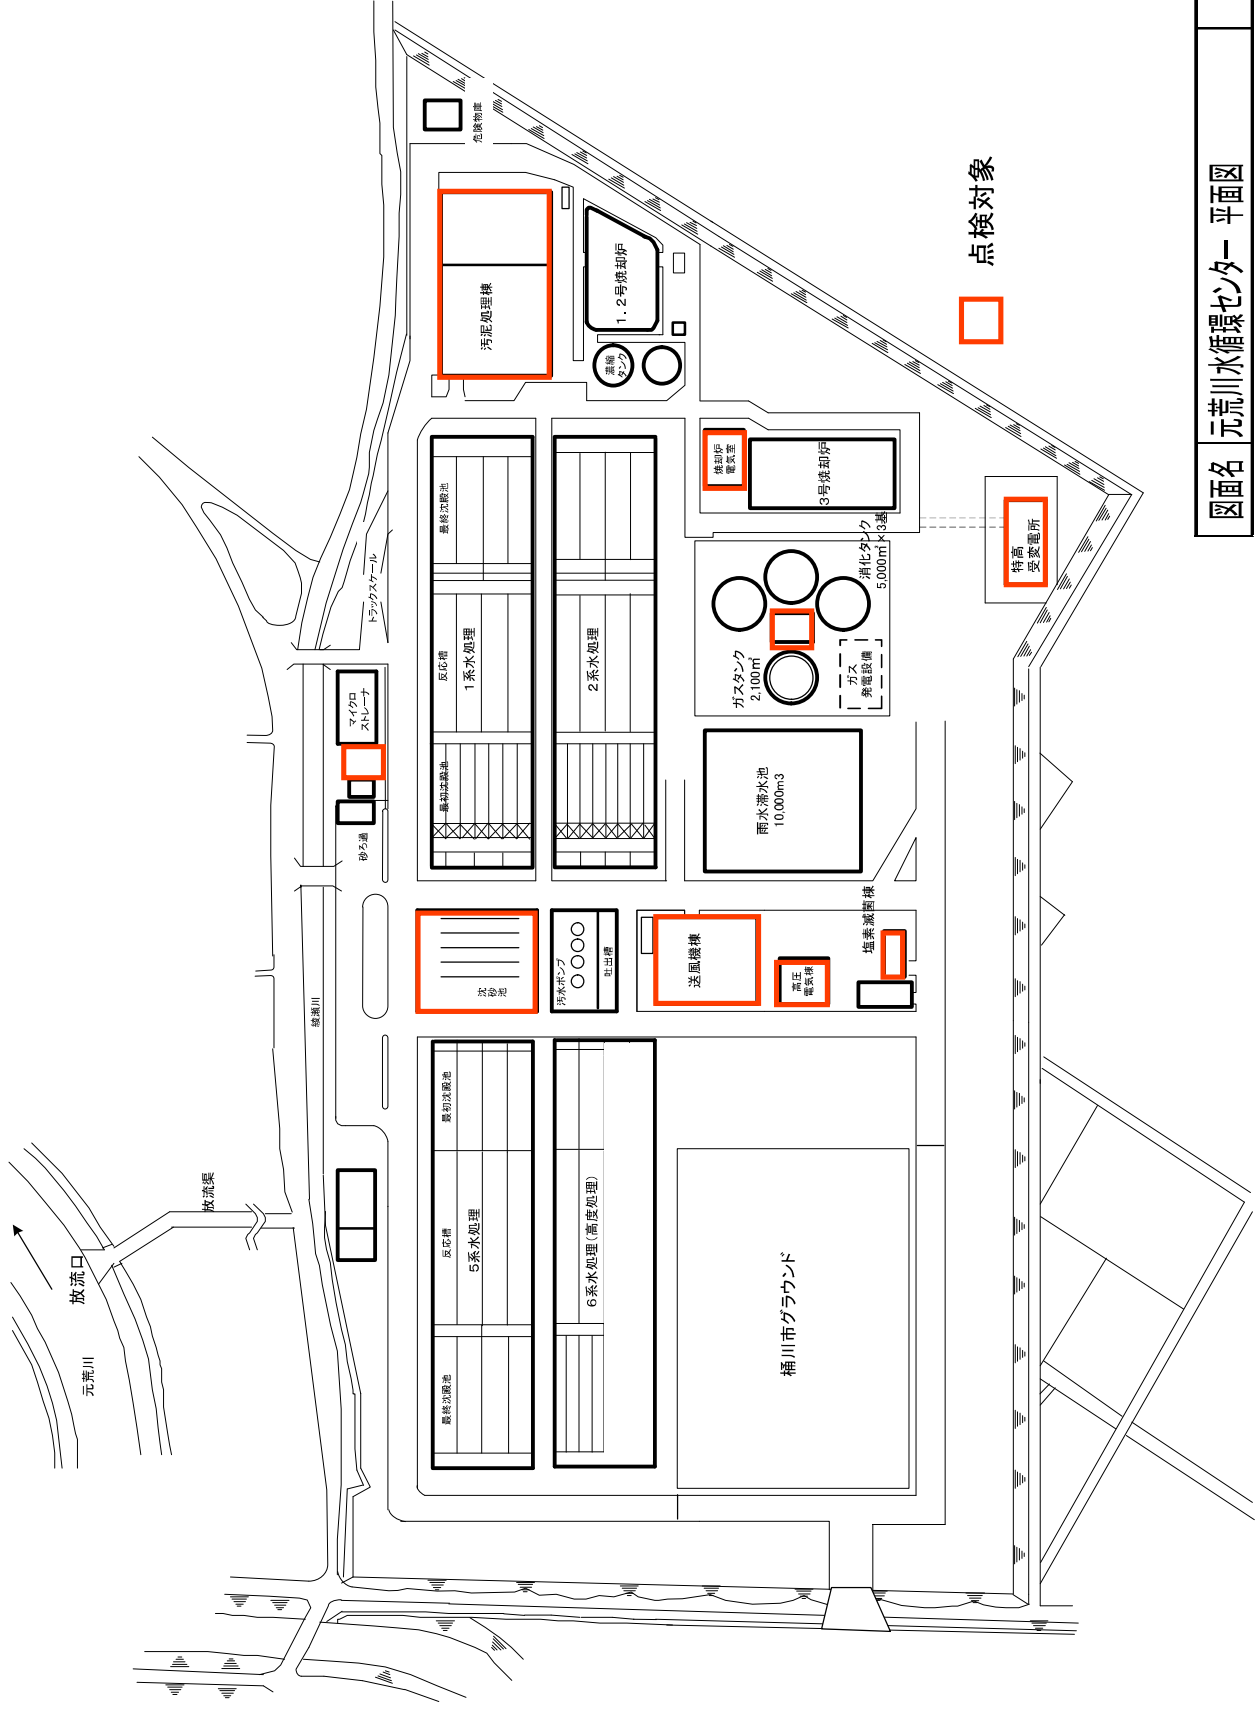 図面名 元荒川水循環センター 平面図
点検対象
危険物庫
汚泥処理棟
1.2号焼却炉
濃縮
タンク
焼却炉
電気室
3号焼却炉
特高
受変電所
消化タンク
5,000㎥×3基
ガスタンク
2,100㎥
ガス
発電設備
トラックスケール
最終沈殿池
反応槽
1系水処理
最初沈殿池
2系水処理
マイクロ
ストレーナ
砂ろ過
雨水滞水池
10,000m3
沈砂池
汚水ポンプ
吐出槽
送風機棟
高圧
電気棟
塩素滅菌棟
綾瀬川
放流渠
放流口
元荒川
最初沈殿池
反応槽
5系水処理
最終沈殿池
6系水処理(高度処理)
桶川市グラウンド